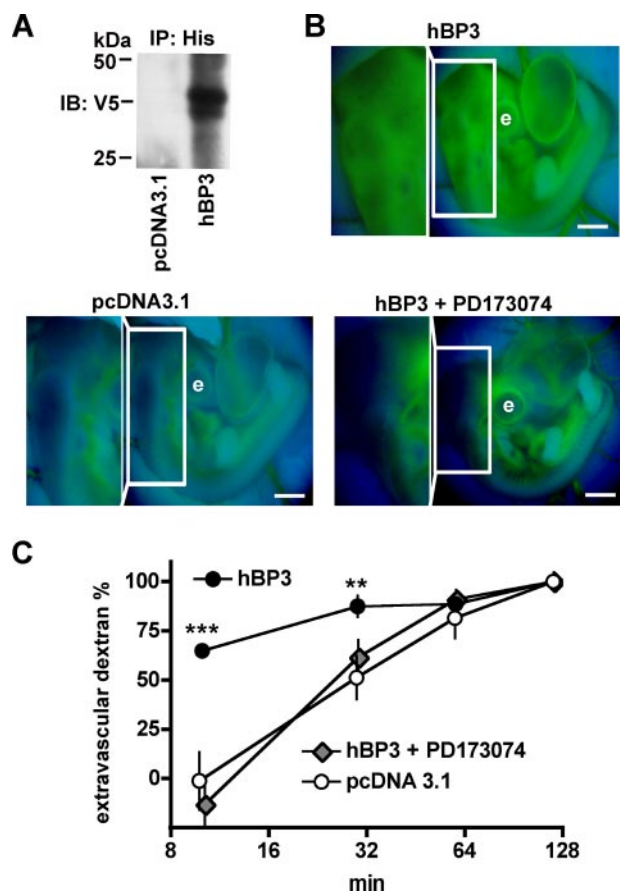 A
kDa
IP: His
50
IB: V5
25
pcDNA3.1
hBP3
B
hBP3
e
pcDNA3.1
e
hBP3 + PD173074
e
C
extravascular dextran %
100
75
50
25
0
hBP3
***
**
hBP3 + PD173074
pcDNA 3.1
8
16
32
64
128
min